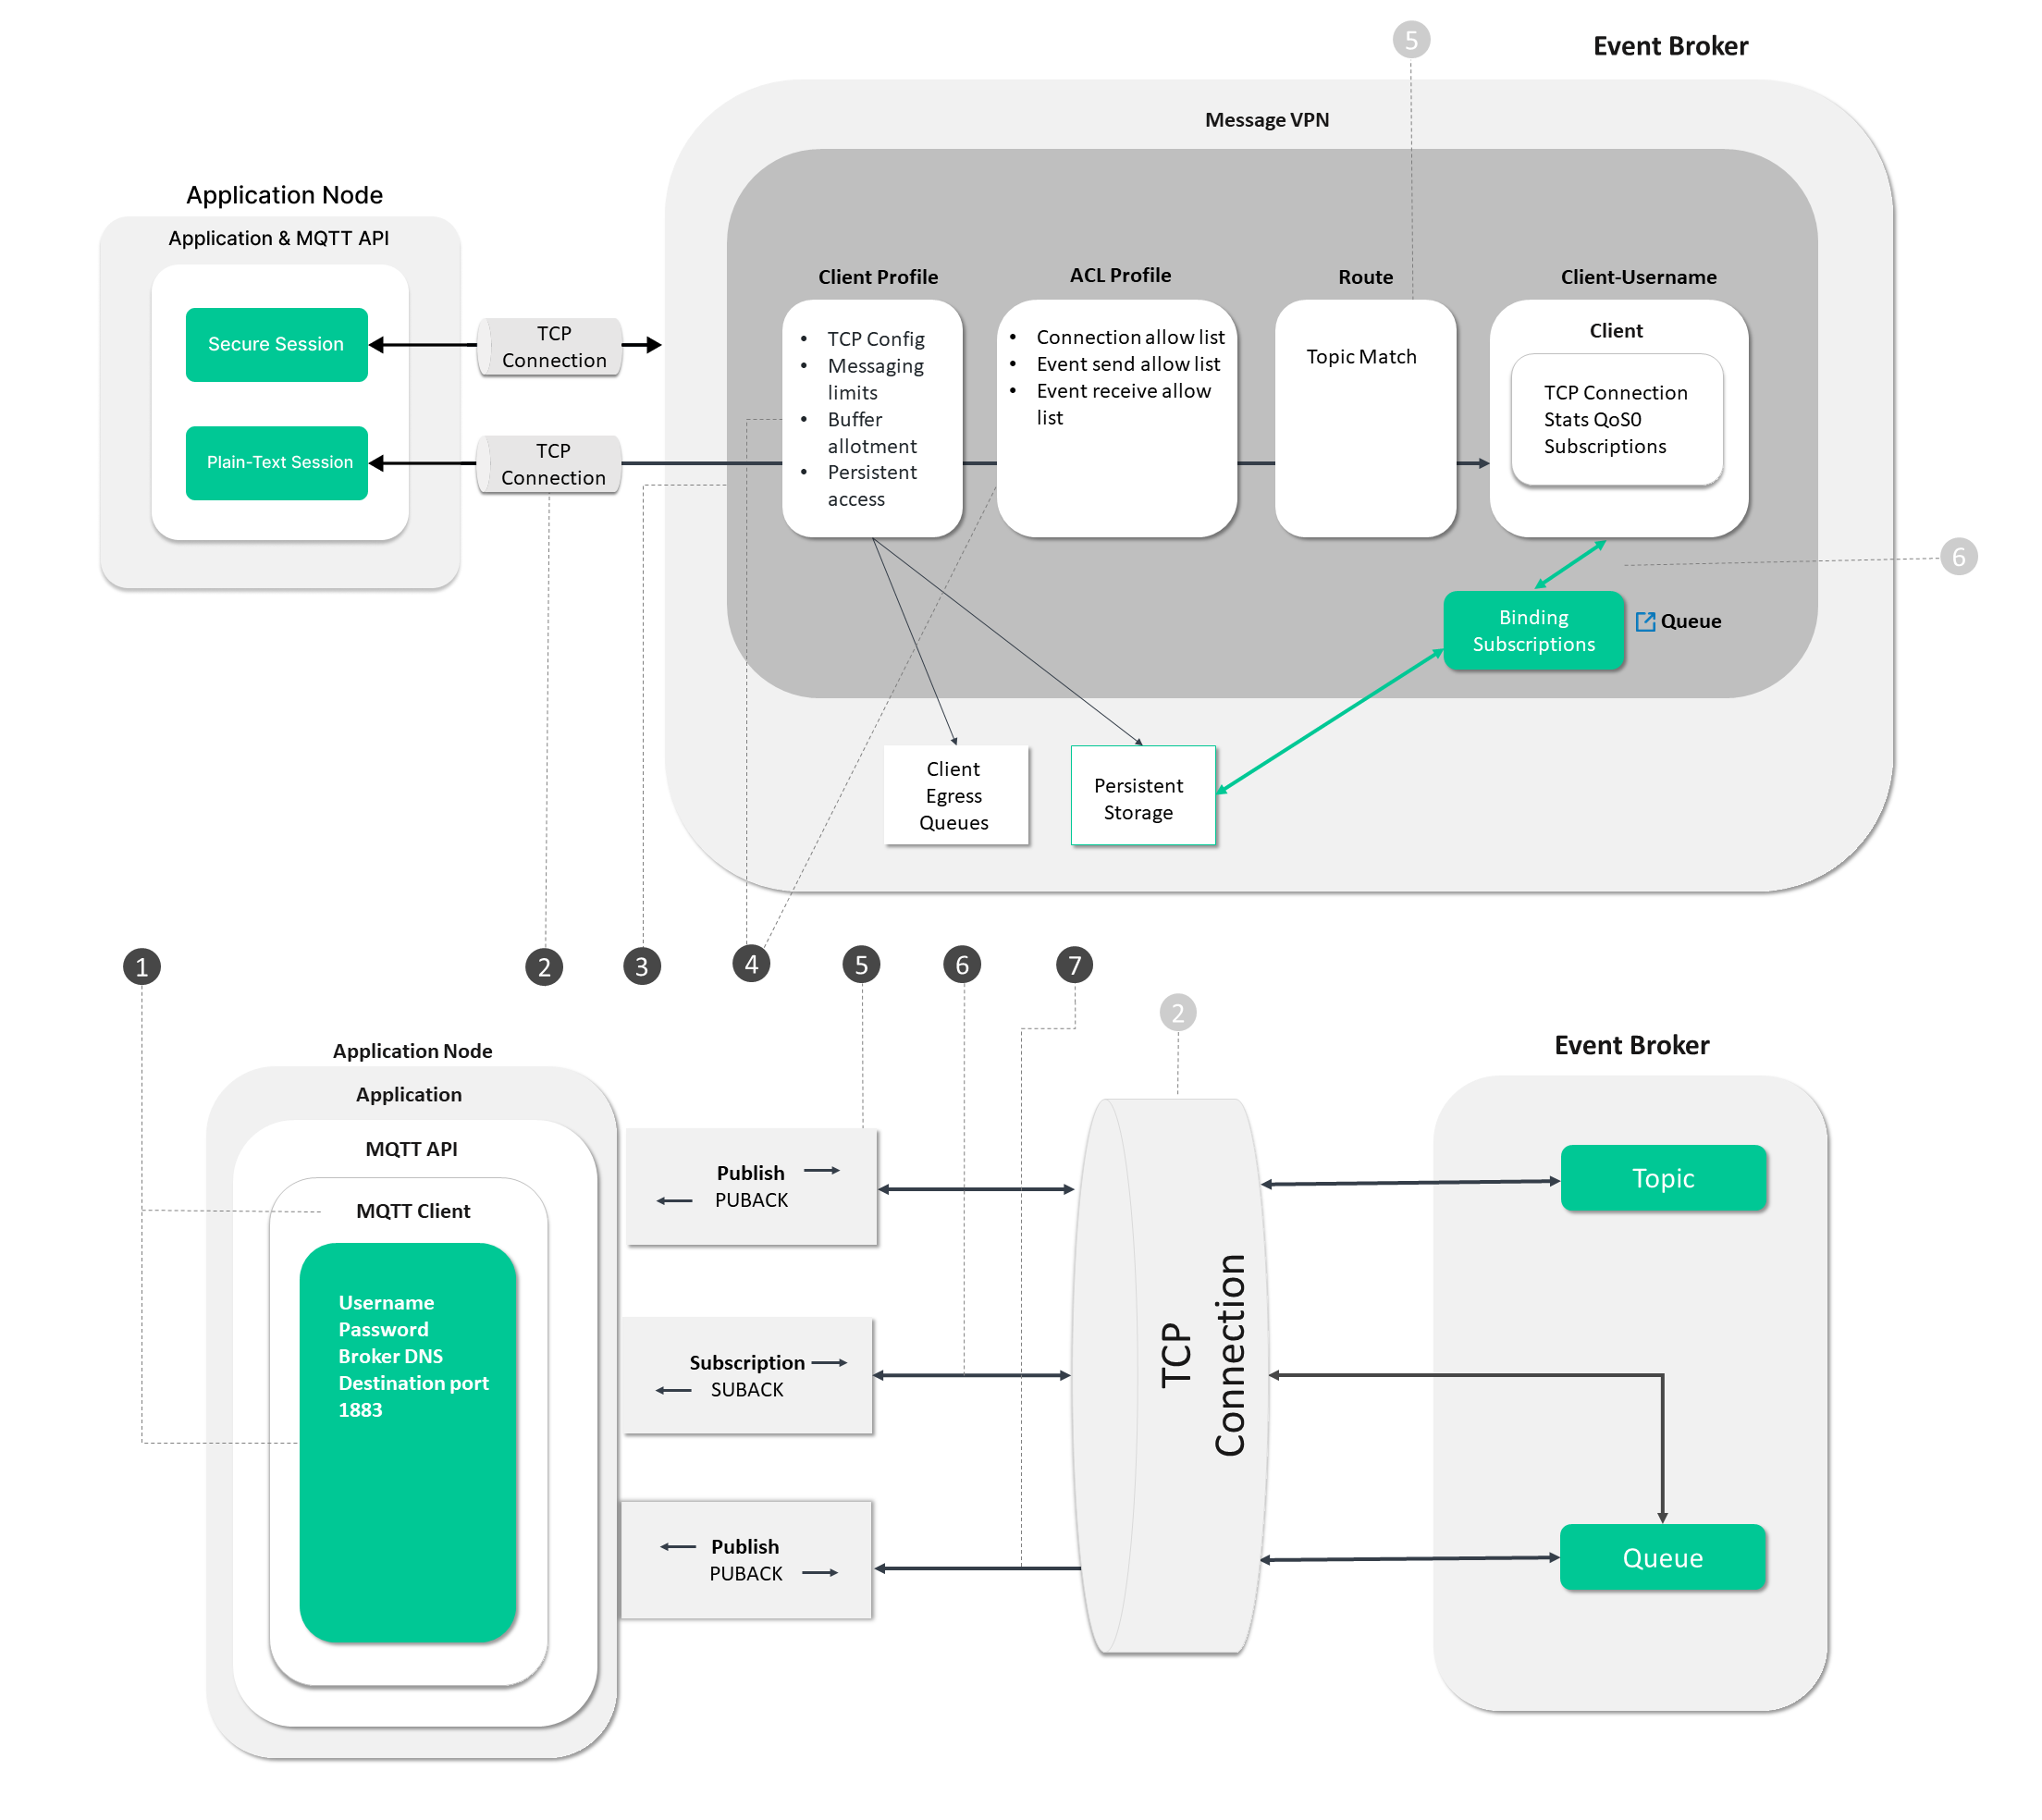 5
Event Broker
Message VPN
Application Node
Application & MQTT API
Secure Session
Plain-Text Session
TCP
Connection
TCP
Connection
Client Profile
• TCP Config
• Messaging
limits
• Buffer
allotment
• Persistent
access
ACL Profile
• Connection allow list
• Event send allow list
• Event receive allow
list
Route
Topic Match
Client-Username
Client
TCP Connection
Stats QoS0
Subscriptions
6
Binding
Subscriptions
Queue
Client
Egress
Queues
Persistent
Storage
1
2
3
4
5
6
7
2
Application Node
Application
MQTT API
MQTT Client
Username
Password
Broker DNS
Destination port
1883
Publish
PUBACK
Subscription
SUBACK
Publish
PUBACK
TCP
Connection
Event Broker
Topic
Queue